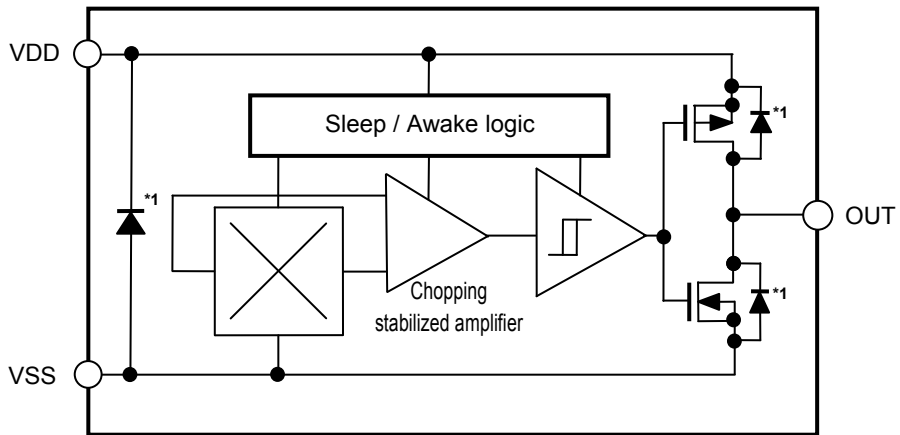 VDD
Sleep / Awake logic
*1
*1
OUT
Chopping
stabilized amplifier
*1
VSS